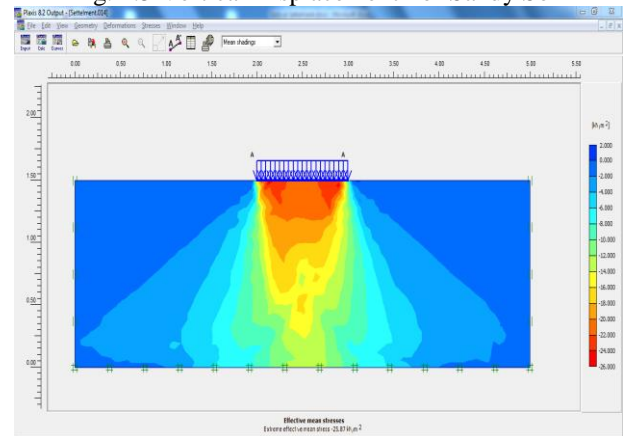 Plaxis 8.2 Output - [Settelment.014]
File Edit View Geometry Deformations Stresses Window Help
Input Calc Curves Mean shadings
0.00 0.50 1.00 1.50 2.00 2.50 3.00 3.50 4.00 4.50 5.00 5.50
2.00
1.50
1.00
0.50
0.00
A A
[kN/m2]
2.000
0.000
-2.000
-4.000
-6.000
-8.000
-10.000
-12.000
-14.000
-16.000
-18.000
-20.000
-22.000
-24.000
-26.000
Effective mean stresses
Extreme effective mean stress -25.87 kN/m2